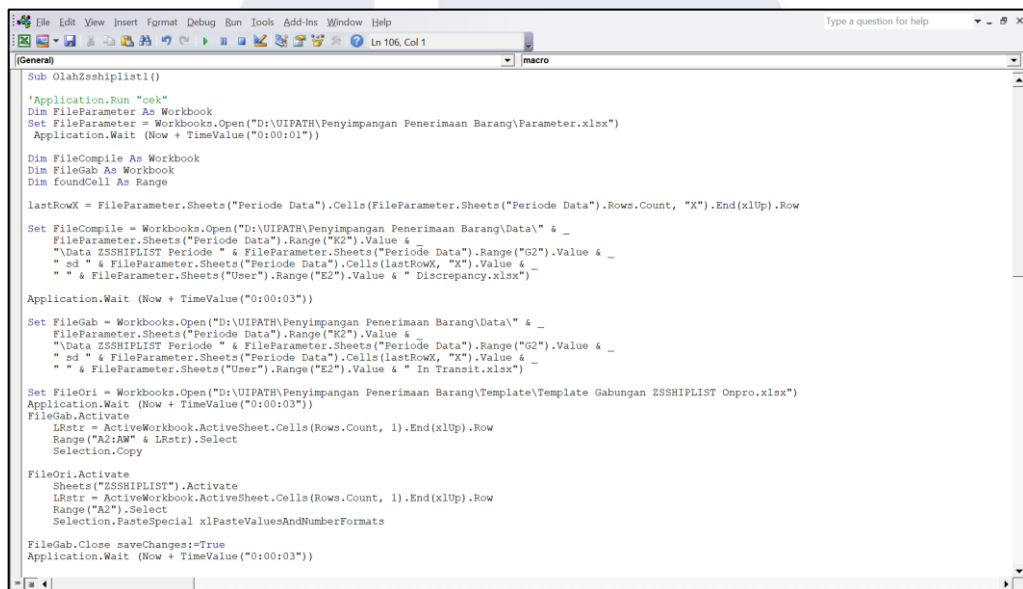 File Edit View Insert Format Debug Run Tools Add-Ins Window Help
Type a question for help
Ln 106, Col 1
(General)
macro
Sub OlahZsshiplist1()
'Application.Run "cek"
Dim FileParameter As Workbook
Set FileParameter = Workbooks.Open("D:\UIPATH\Penyimpangan Penerimaan Barang\Parameter.xlsx")
Application.Wait (Now + TimeValue("0:00:01"))
Dim FileCompile As Workbook
Dim FileGab As Workbook
Dim foundCell As Range
lastRowX = FileParameter.Sheets("Periode Data").Cells(FileParameter.Sheets("Periode Data").Rows.Count, "X").End(xlUp).Row
Set FileCompile = Workbooks.Open("D:\UIPATH\Penyimpangan Penerimaan Barang\Data\" & _
FileParameter.Sheets("Periode Data").Range("K2").Value & _
"\Data ZSSHIPLIST Periode " & FileParameter.Sheets("Periode Data").Range("G2").Value & _
" sd " & FileParameter.Sheets("Periode Data").Cells(lastRowX, "X").Value & _
" " & FileParameter.Sheets("User").Range("E2").Value & " Discrepancy.xlsx")
Application.Wait (Now + TimeValue("0:00:03"))
Set FileGab = Workbooks.Open("D:\UIPATH\Penyimpangan Penerimaan Barang\Data\" & _
FileParameter.Sheets("Periode Data").Range("K2").Value & _
"\Data ZSSHIPLIST Periode " & FileParameter.Sheets("Periode Data").Range("G2").Value & _
" sd " & FileParameter.Sheets("Periode Data").Cells(lastRowX, "X").Value & _
" " & FileParameter.Sheets("User").Range("E2").Value & " In Transit.xlsx")
Set FileOri = Workbooks.Open("D:\UIPATH\Penyimpangan Penerimaan Barang\Template\Template Gabungan ZSSHIPLIST Onpro.xlsx")
Application.Wait (Now + TimeValue("0:00:03"))
FileGab.Activate
LRstr = ActiveWorkbook.ActiveSheet.Cells(Rows.Count, 1).End(xlUp).Row
Range("A2:AW" & LRstr).Select
Selection.Copy
FileOri.Activate
Sheets("ZSSHIPLIST").Activate
LRstr = ActiveWorkbook.ActiveSheet.Cells(Rows.Count, 1).End(xlUp).Row
Range("A2").Select
Selection.PasteSpecial xlPasteValuesAndNumberFormats
FileGab.Close saveChanges:=True
Application.Wait (Now + TimeValue("0:00:03"))